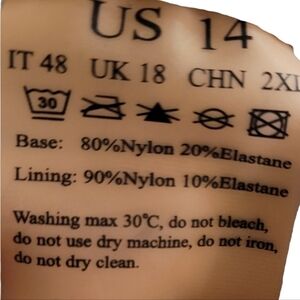 US 14
IT 48 UK 18 CHN 2XL
30
Base: 80%Nylon 20%Elastane
Lining: 90%Nylon 10%Elastane
Washing max 30°C, do not bleach,
do not use dry machine, do not iron,
do not dry clean.